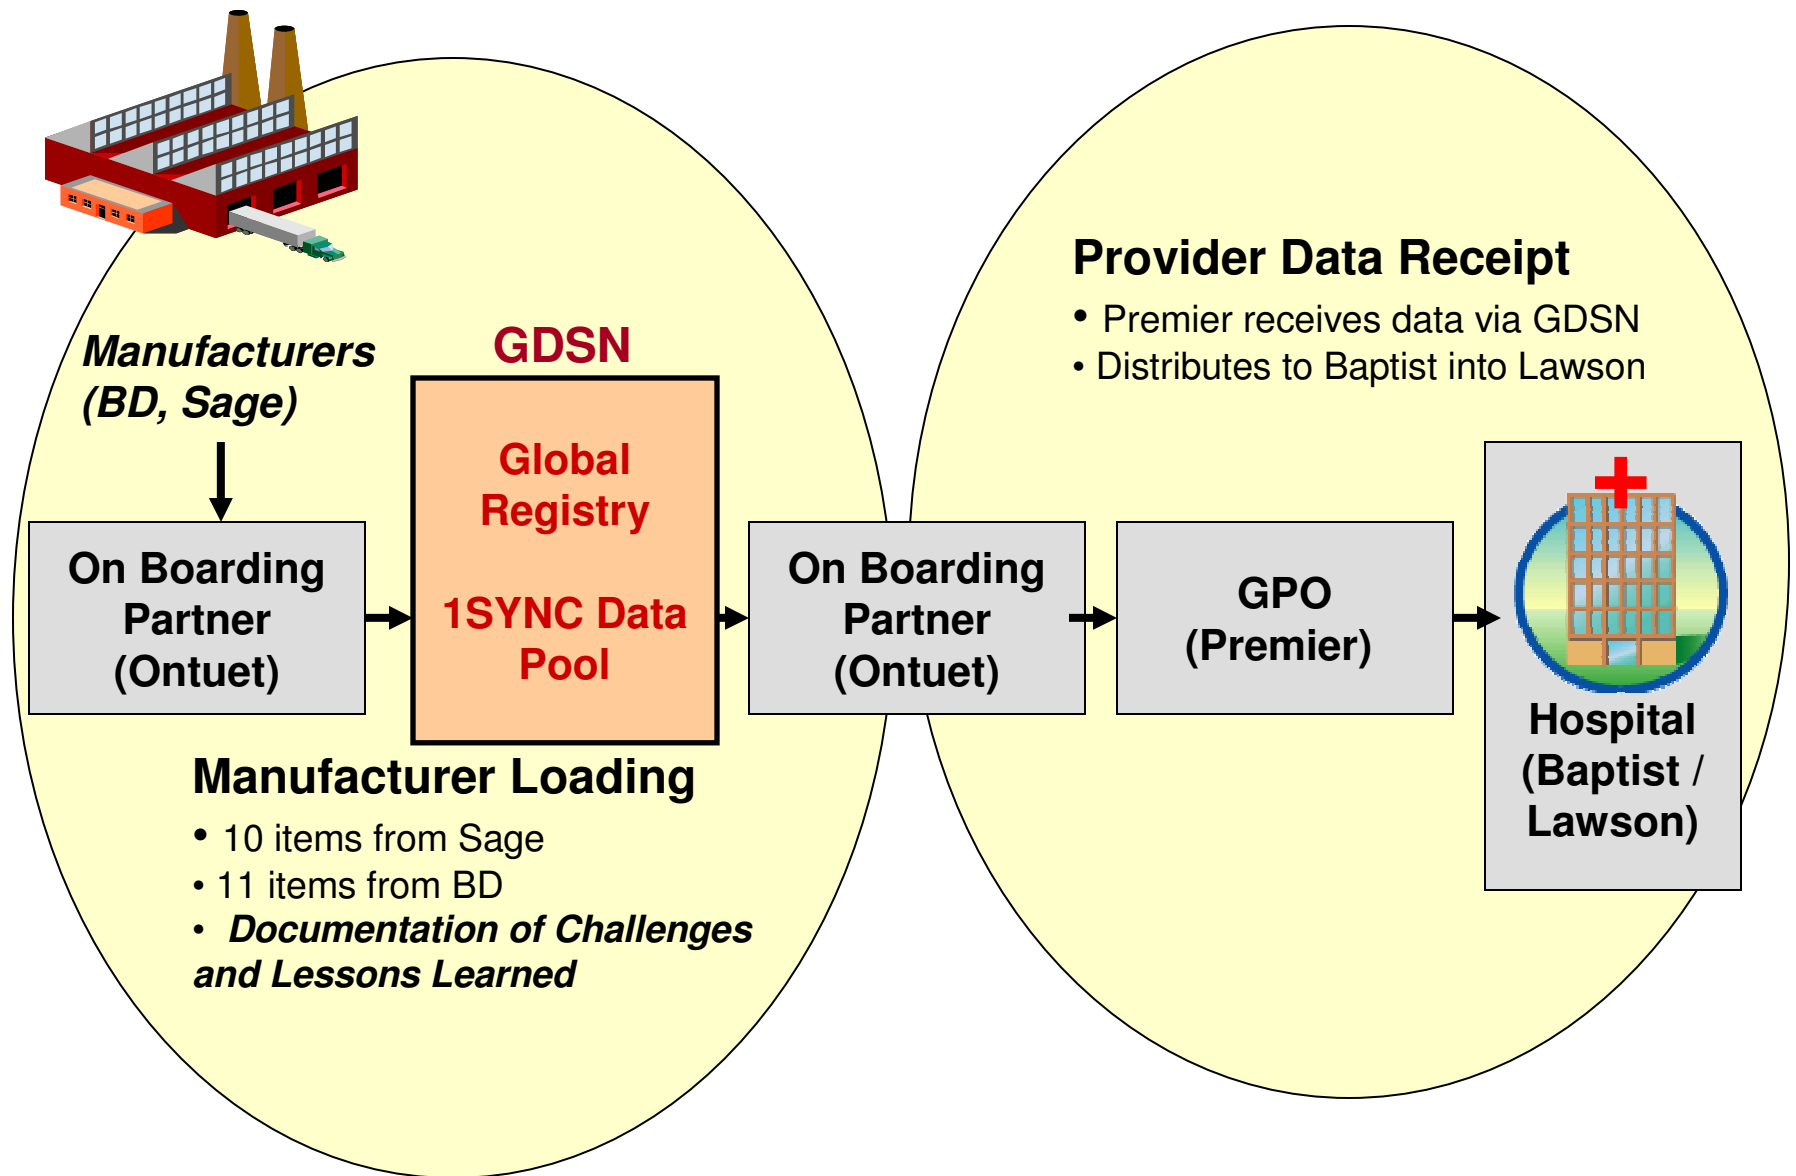 Manufacturers
(BD, Sage)
On Boarding
Partner
(Ontuet)
GDSN
Global
Registry
1SYNC Data
Pool
Manufacturer Loading
• 10 items from Sage
• 11 items from BD
• Documentation of Challenges
and Lessons Learned
On Boarding
Partner
(Ontuet)
Provider Data Receipt
• Premier receives data via GDSN
• Distributes to Baptist into Lawson
GPO
(Premier)
Hospital
(Baptist /
Lawson)